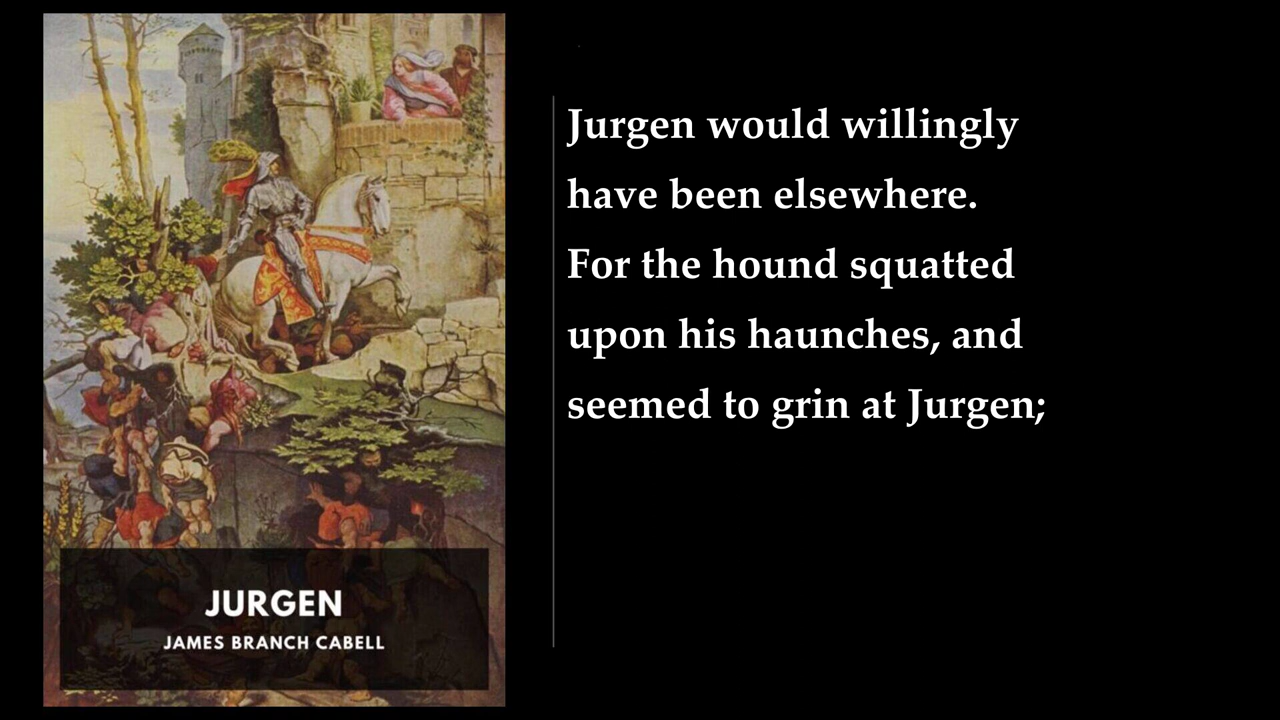 Jurgen would willingly
have been elsewhere.
For the hound squatted
upon his haunches, and
seemed to grin at Jurgen;
JURGEN
JAMES BRANCH CABELL